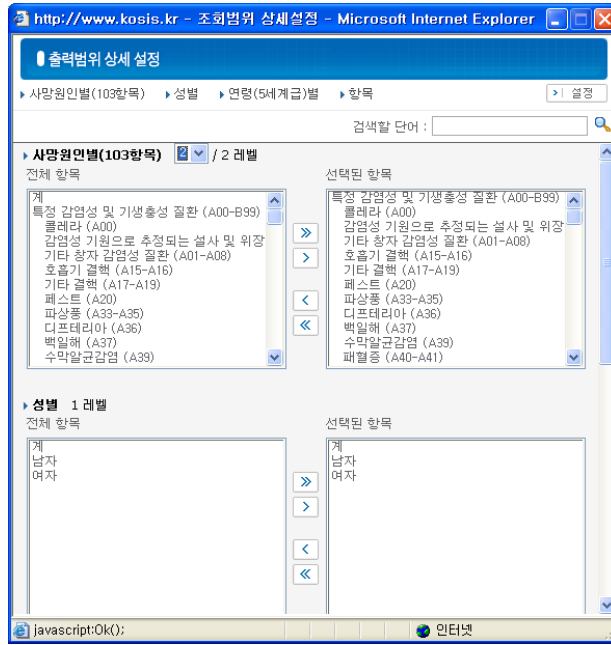 http://www.kosis.kr - 조회범위 상세설정 - Microsoft Internet Explorer
출력범위 상세 설정
사망원인별(103항목) 성별 연령(5세계급)별 항목 설정
검색할 단어 :
사망원인별(103항목) 2 / 2 레벨
전체 항목
계
특정 감염성 및 기생충성 질환 (A00-B99)
콜레라 (A00)
감염성 기원으로 추정되는 설사 및 위장
기타 창자 감염성 질환 (A01-A08)
호흡기 결핵 (A15-A16)
기타 결핵 (A17-A19)
페스트 (A20)
파상풍 (A33-A35)
디프테리아 (A36)
백일해 (A37)
수막알균감염 (A39)
선택된 항목
특정 감염성 및 기생충성 질환 (A00-B99)
콜레라 (A00)
감염성 기원으로 추정되는 설사 및 위장
기타 창자 감염성 질환 (A01-A08)
호흡기 결핵 (A15-A16)
기타 결핵 (A17-A19)
페스트 (A20)
파상풍 (A33-A35)
디프테리아 (A36)
백일해 (A37)
수막알균감염 (A39)
패혈증 (A40-A41)
성별 1 레벨
전체 항목
계
남자
여자
선택된 항목
계
남자
여자
javascript:Ok();
인터넷